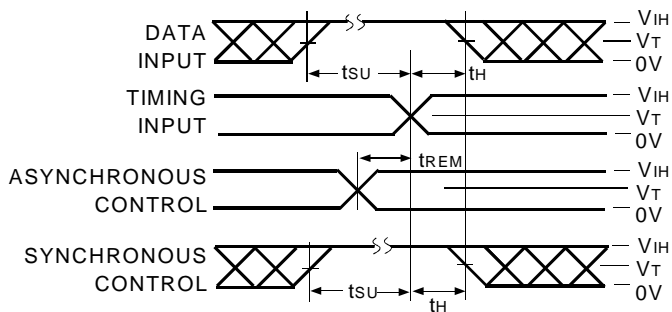 DATA
INPUT
tSU
tH
VIH
VT
0V
TIMING
INPUT
VIH
VT
0V
tREM
ASYNCHRONOUS
CONTROL
VIH
VT
0V
SYNCHRONOUS
CONTROL
tSU
tH
VIH
VT
0V